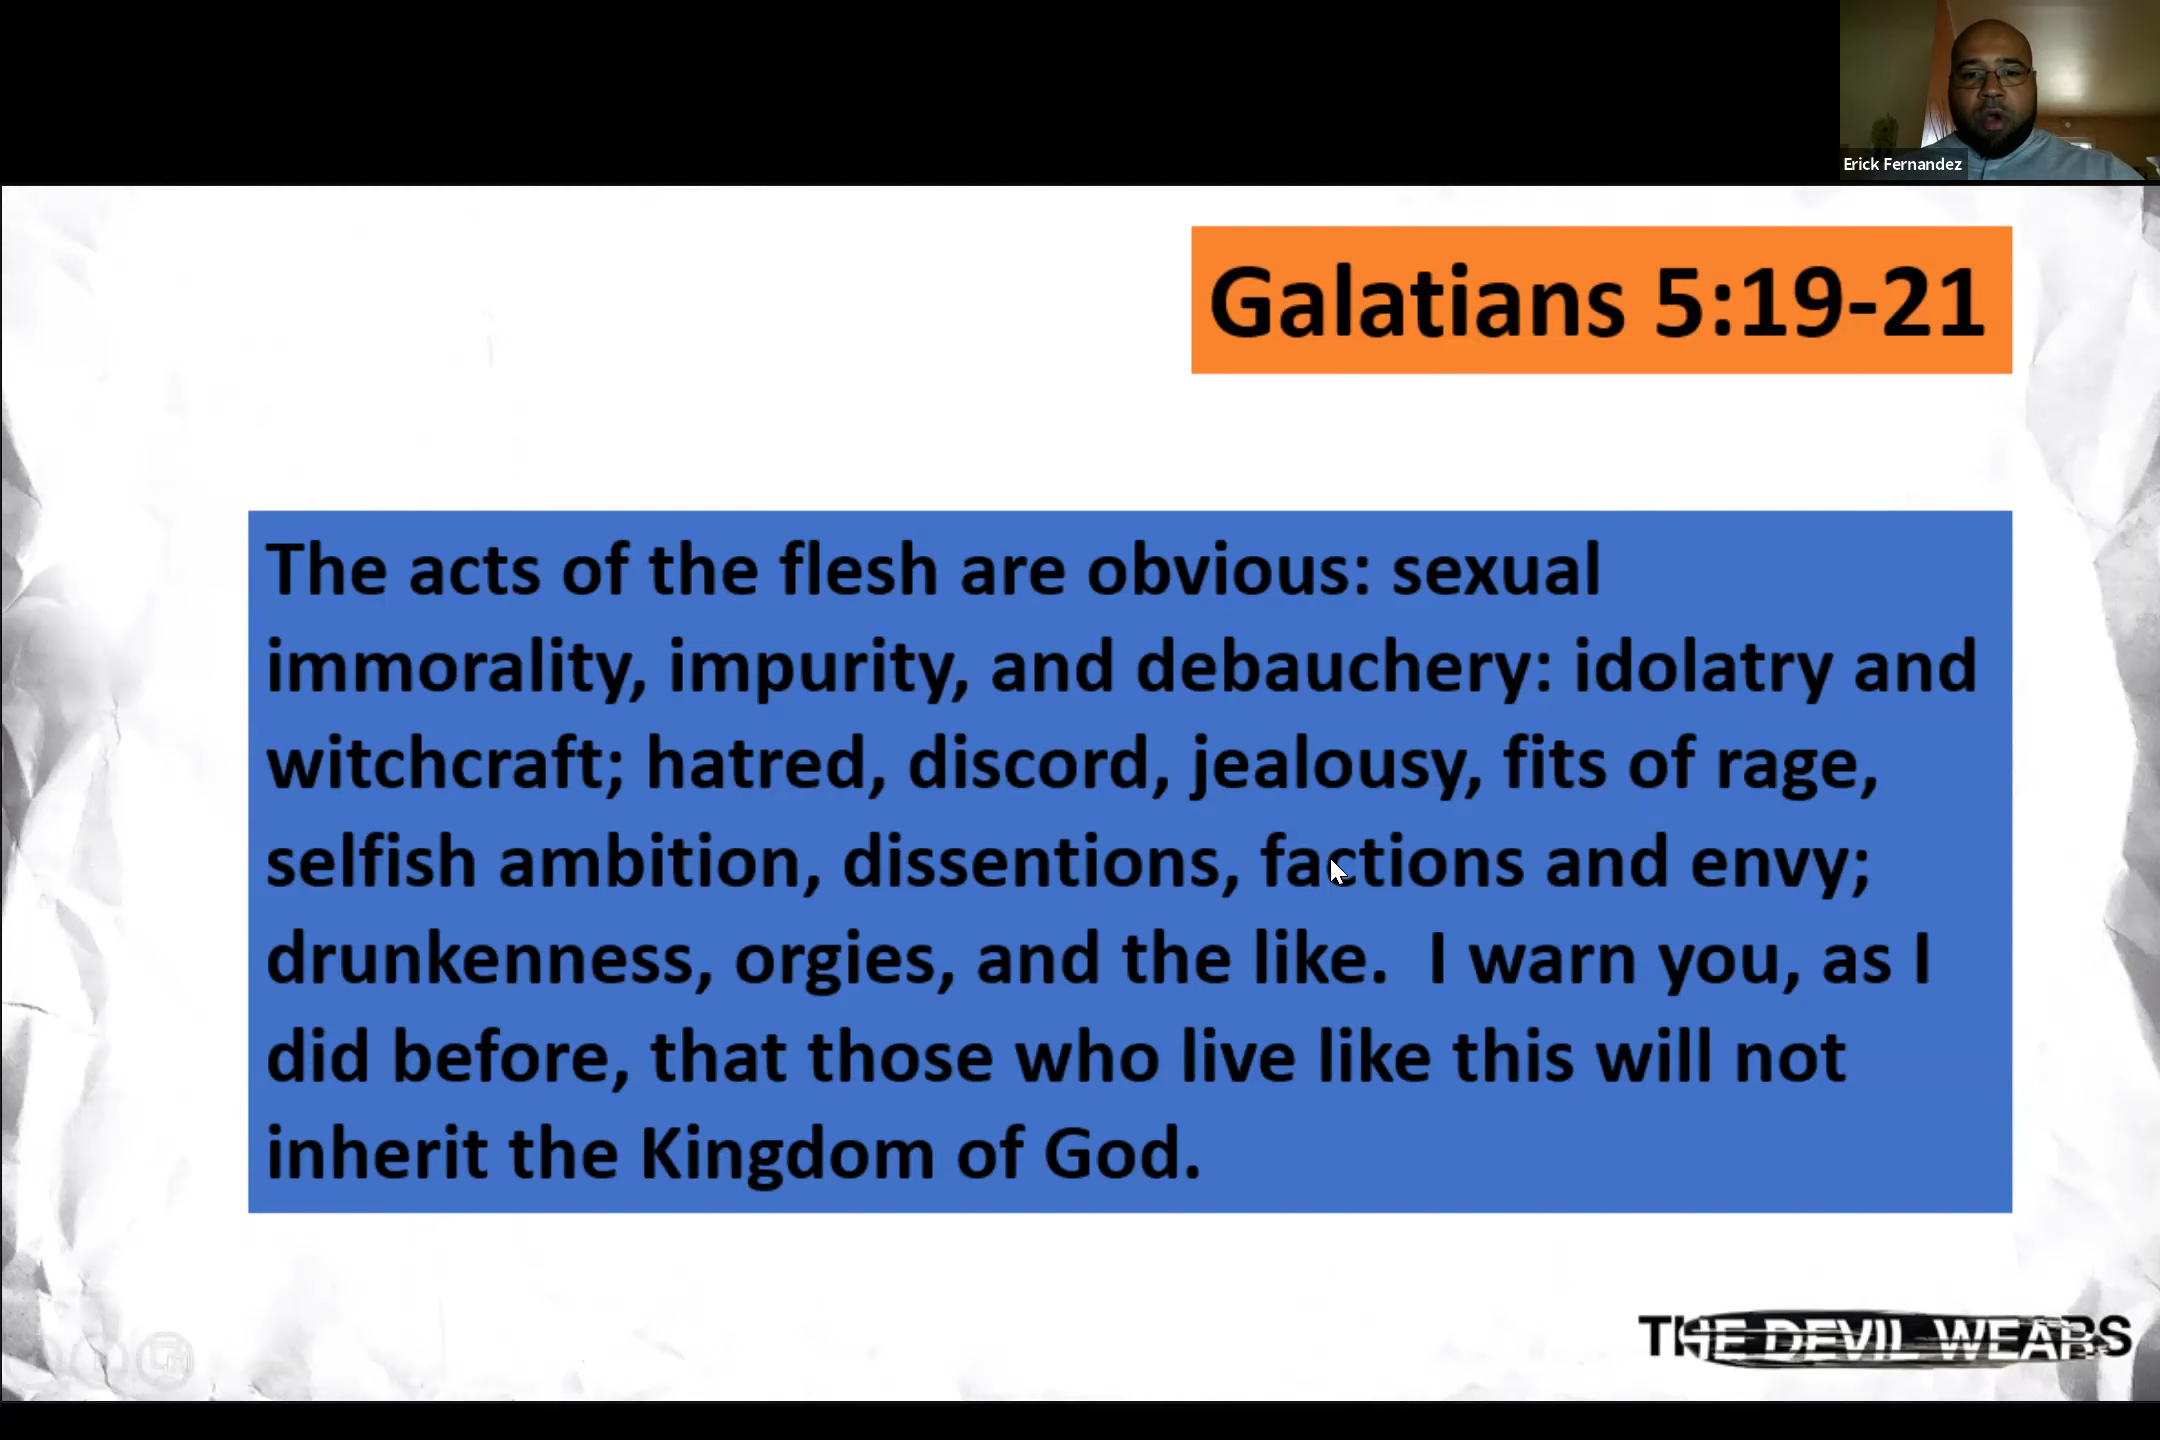 Erick Fernandez
Galatians 5:19-21
The acts of the flesh are obvious: sexual
immorality, impurity, and debauchery: idolatry and
witchcraft; hatred, discord, jealousy, fits of rage,
selfish ambition, dissentions, factions and envy;
drunkenness, orgies, and the like.  I warn you, as I
did before, that those who live like this will not
inherit the Kingdom of God.
THE DEVIL WEARS